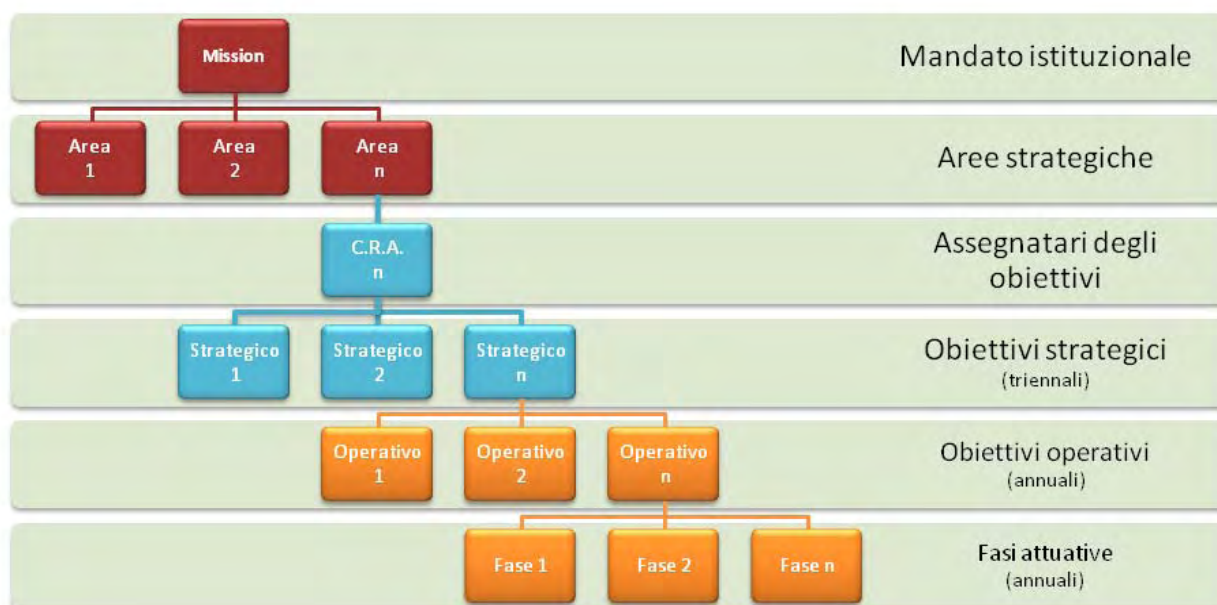 Mission
Mandato istituzionale
Area
1
Area
2
Area
n
Aree strategiche
C.R.A.
n
Assegnatari degli
obiettivi
Strategico
1
Strategico
2
Strategico
n
Obiettivi strategici
(triennali)
Operativo
1
Operativo
2
Operativo
n
Obiettivi operativi
(annuali)
Fase 1
Fase 2
Fase n
Fasi attuative
(annuali)